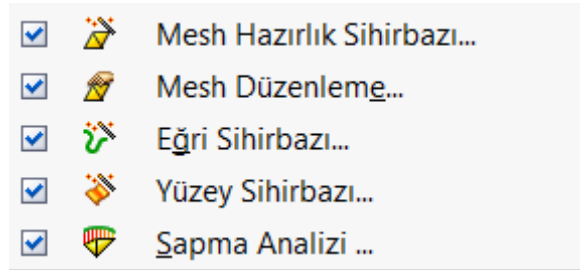 Mesh Hazırlık Sihirbazı...
Mesh Düzenleme...
Eğri Sihirbazı...
Yüzey Sihirbazı...
Sapma Analizi ...